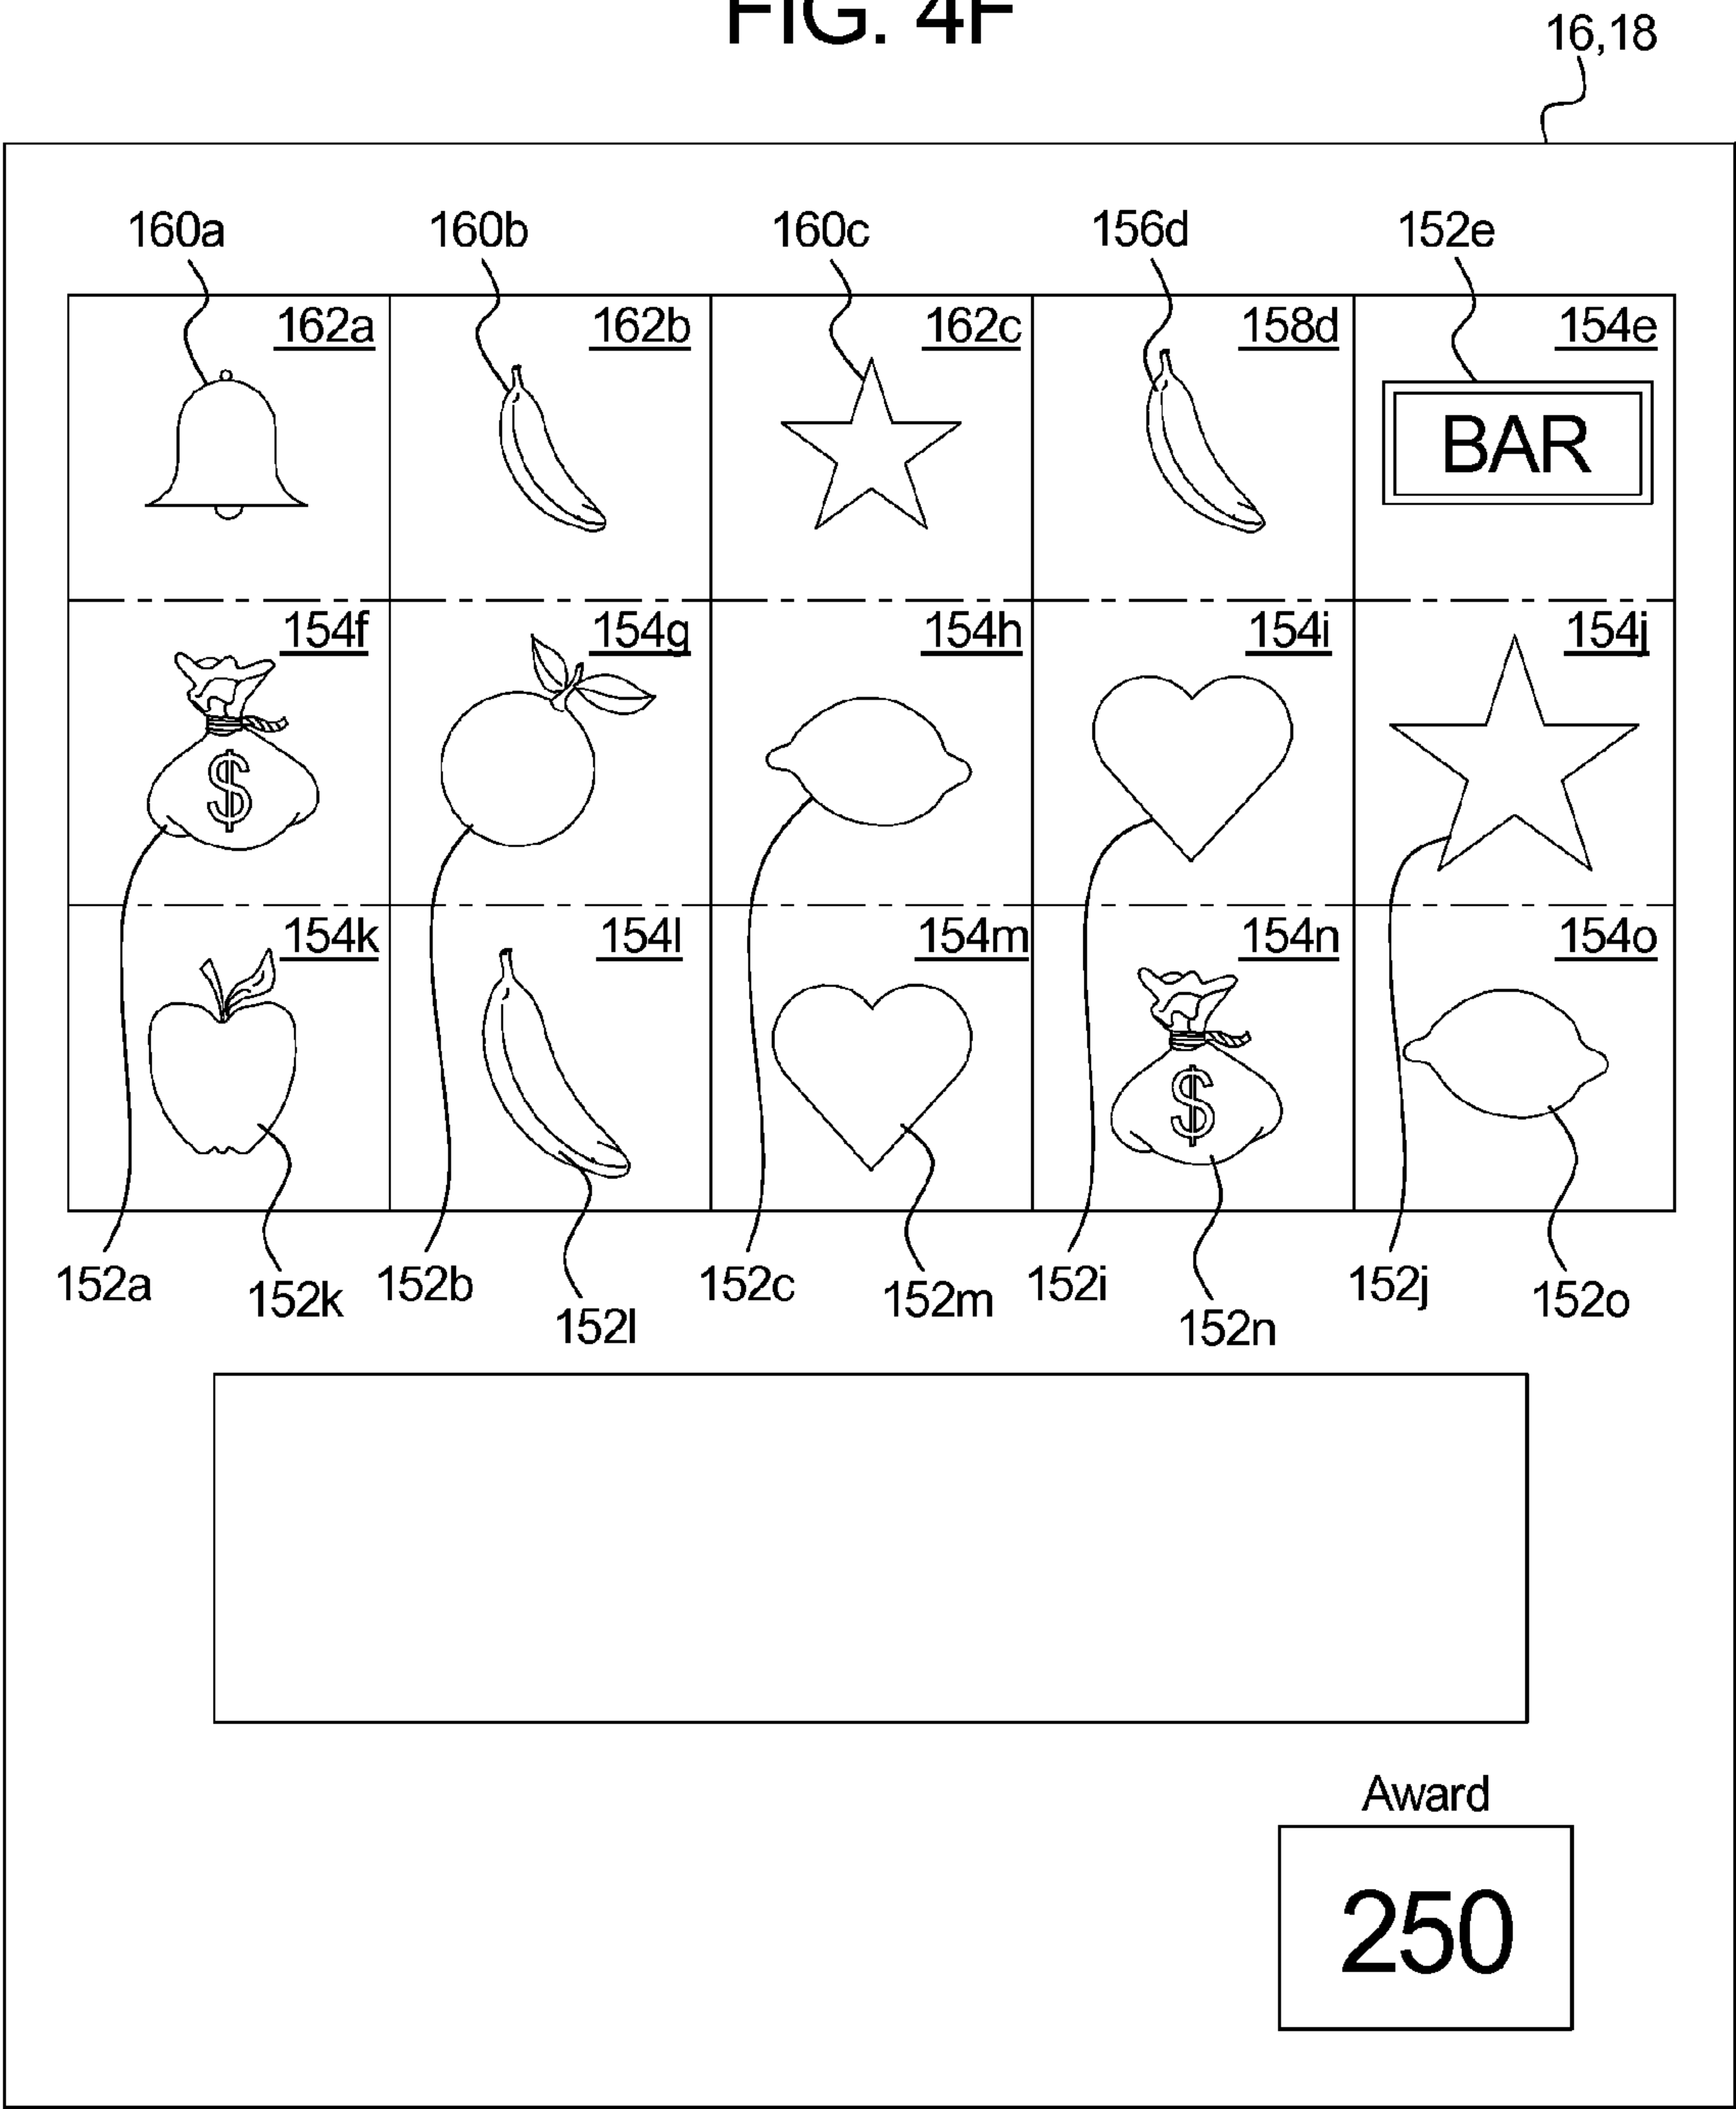 FIG. 4F
16,18
160a 160b 160c 156d 152e
162a 162b 162c 158d 154e
BAR
154f 154g 154h 154i 154j
$
154k 154l 154m 154n 154o
$
152a 152k 152b 152l 152c 152m 152i 152n 152j 152o
Award
250